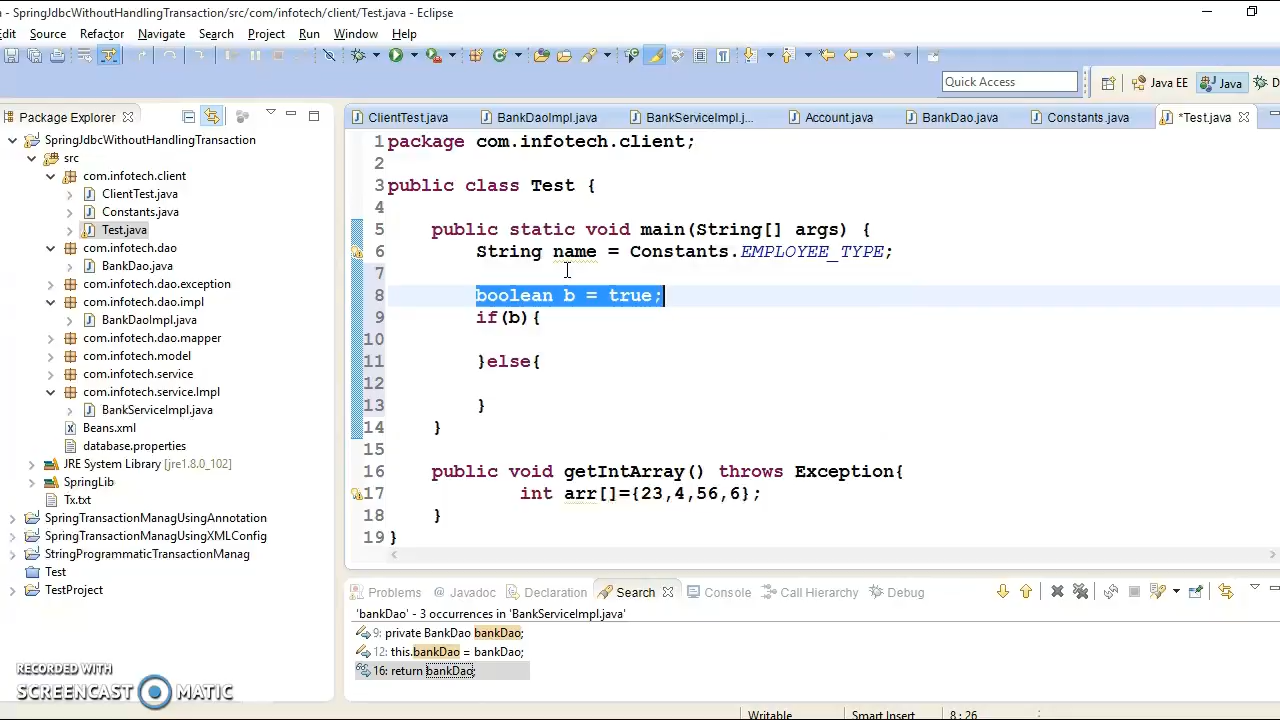 - SpringJdbcWithoutHandlingTransaction/src/com/infotech/client/Test.java - Eclipse
Edit Source Refactor Navigate Search Project Run Window Help
Quick Access
Java EE
Java
D
Package Explorer
ClientTest.java
BankDaoImpl.java
BankServiceImpl.j...
Account.java
BankDao.java
Constants.java
*Test.java
SpringJdbcWithoutHandlingTransaction
src
com.infotech.client
ClientTest.java
Constants.java
Test.java
com.infotech.dao
BankDao.java
com.infotech.dao.exception
com.infotech.dao.impl
BankDaoImpl.java
com.infotech.dao.mapper
com.infotech.model
com.infotech.service
com.infotech.service.Impl
BankServiceImpl.java
Beans.xml
database.properties
JRE System Library [jre1.8.0_102]
SpringLib
Tx.txt
SpringTransactionManagUsingAnnotation
SpringTransactionManagUsingXMLConfig
StringProgrammaticTransactionManag
Test
TestProject
1 package com.infotech.client;
2
3 public class Test {
4
5 public static void main(String[] args) {
6 String name = Constants.EMPLOYEE_TYPE;
7
8 boolean b = true;
9 if(b){
10
11 }else{
12
13 }
14 }
15
16 public void getIntArray() throws Exception{
17 int arr[]={23,4,56,6};
18 }
19 }
Problems
Javadoc
Declaration
Search
Console
Call Hierarchy
Debug
'bankDao' - 3 occurrences in 'BankServiceImpl.java'
9: private BankDao bankDao;
12: this.bankDao = bankDao;
16: return bankDao;
RECORDED WITH
SCREENCAST MATIC
Writable
Smart Insert
8 : 26